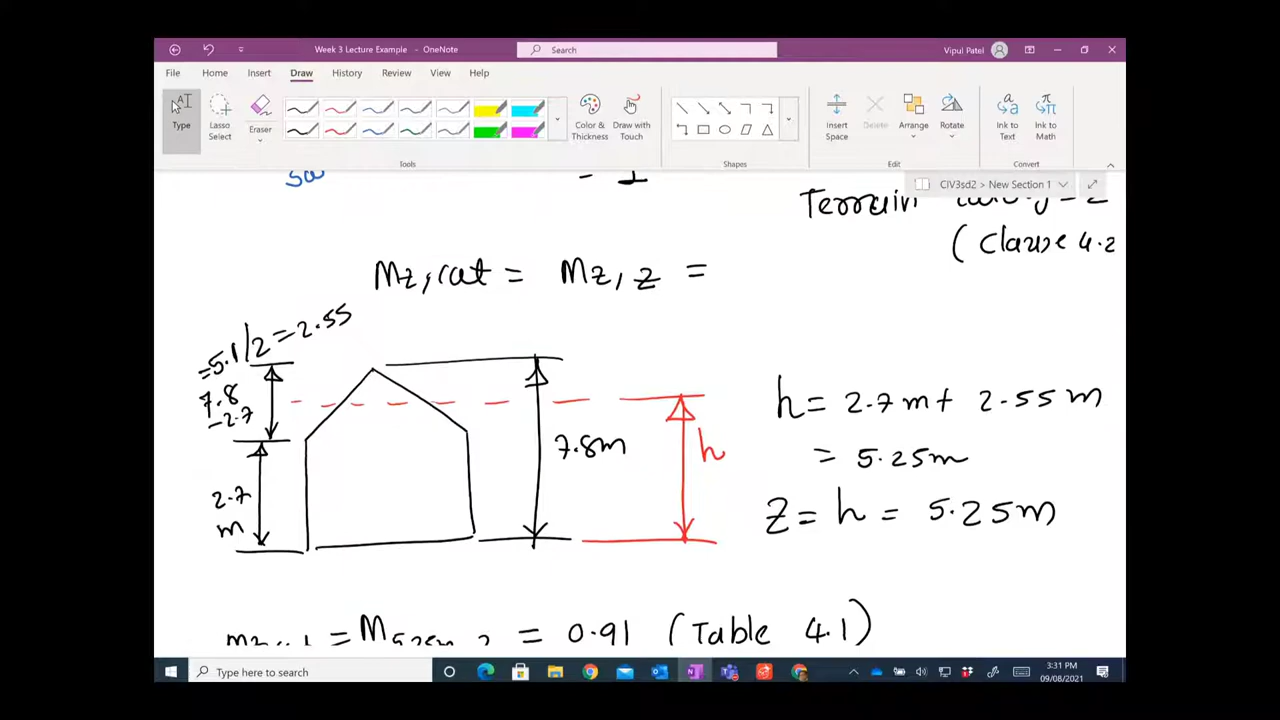 Week 3 Lecture Example - OneNote
Search
Vipul Patel
File Home Insert Draw History Review View Help
Type
Lasso Select
Eraser
Color & Thickness
Draw with Touch
Insert Space
Delete
Arrange
Rotate
Ink to Text
Ink to Math
Tools
Shapes
Edit
Convert
CIV3sd2 > New Section 1
= 1
Terrain
(Clause 4.2
Mz,cat = Mz,z =
=5.1/2=2.55
7.8
-2.7
2.7
m
7.8m
h
h= 2.7m+ 2.55m
= 5.25m
Z= h = 5.25m
= 0.91 (Table 4.1)
Type here to search
3:31 PM
09/08/2021